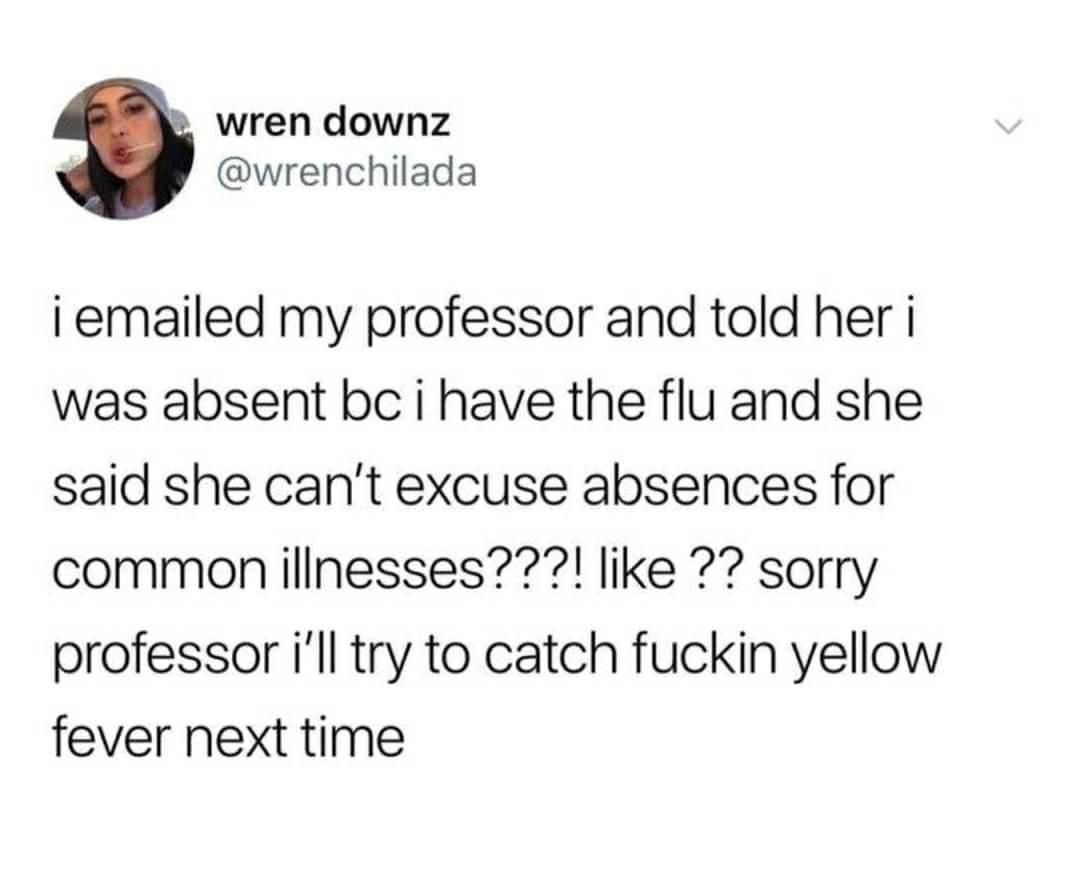 wren downz
@wrenchilada
i emailed my professor and told her i
was absent bc i have the flu and she
said she can't excuse absences for
common illnesses???! like ?? sorry
professor i'll try to catch fuckin yellow
fever next time